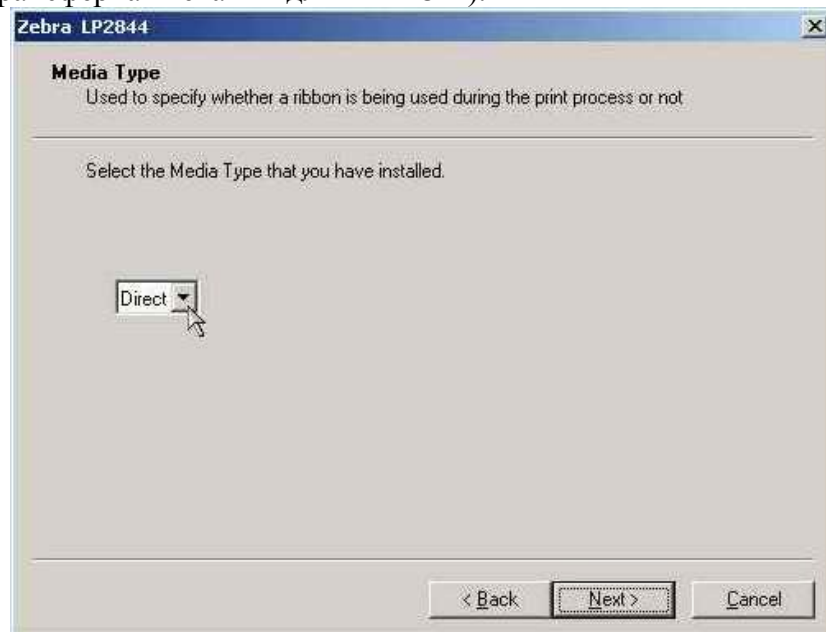 Zebra LP2844
Media Type
Used to specify whether a ribbon is being used during the print process or not
Select the Media Type that you have installed.
Direct
< Back Next > Cancel